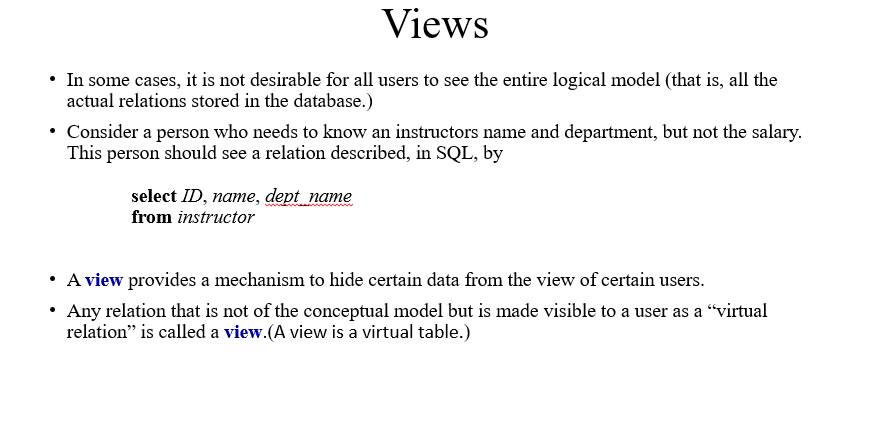 Views
• In some cases, it is not desirable for all users to see the entire logical model (that is, all the
actual relations stored in the database.)
• Consider a person who needs to know an instructors name and department, but not the salary.
This person should see a relation described, in SQL, by
select ID, name, dept_name
from instructor
• A view provides a mechanism to hide certain data from the view of certain users.
• Any relation that is not of the conceptual model but is made visible to a user as a “virtual
relation” is called a view.(A view is a virtual table.)